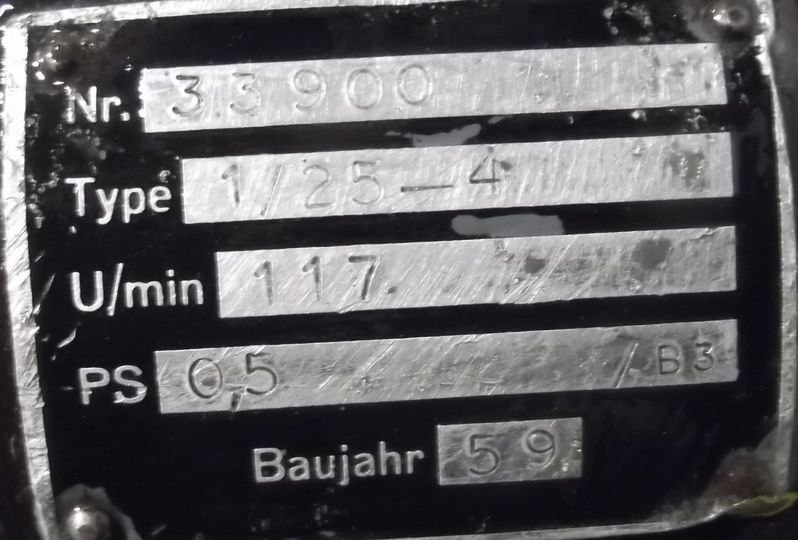 Nr. 33900
Type 1/25-4
U/min 117
PS 0,5 / B3
Baujahr 59